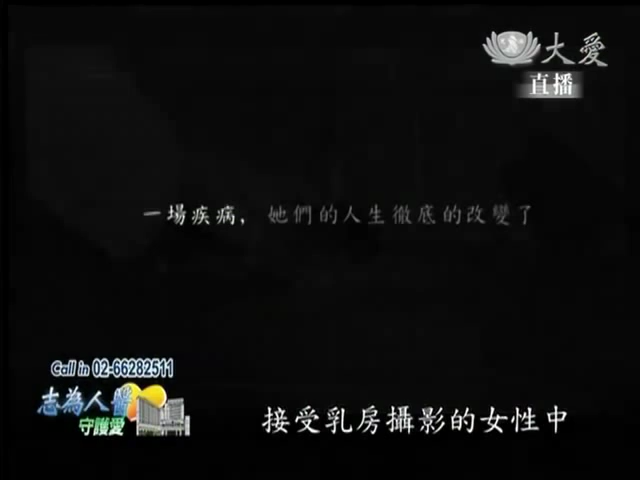 大愛
直播
一場疾病，她們的人生徹底的改變了
Call in 02-66282511
志為人醫
守護愛
接受乳房攝影的女性中